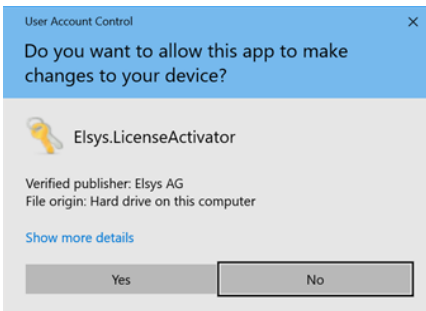 User Account Control
Do you want to allow this app to make
changes to your device?
Elsys.LicenseActivator
Verified publisher: Elsys AG
File origin: Hard drive on this computer
Show more details
Yes
No